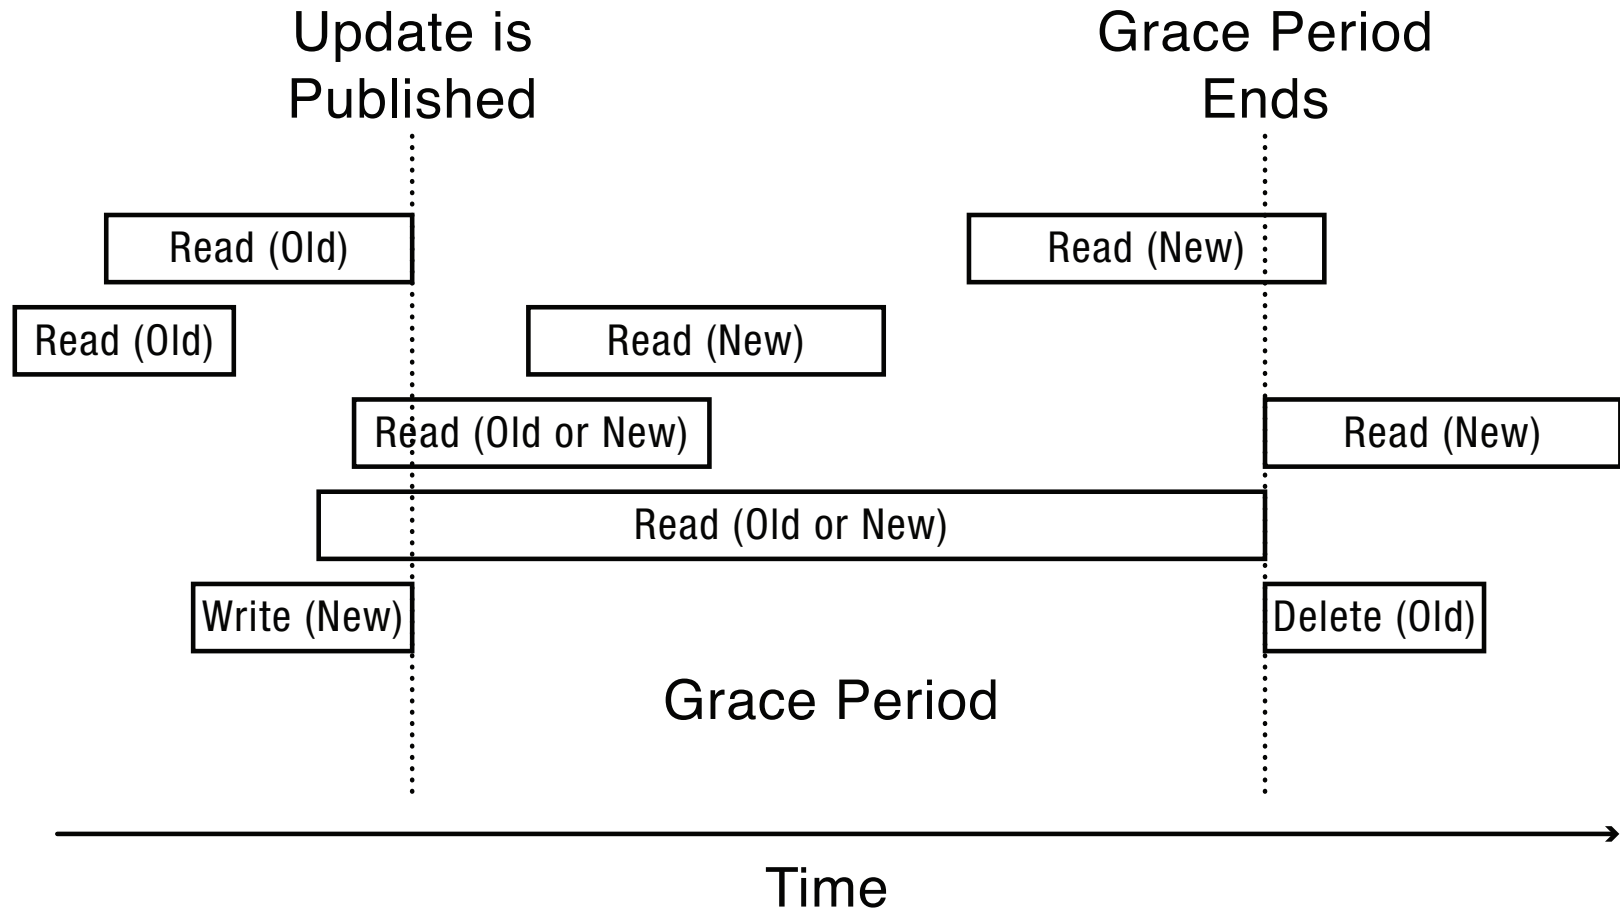 Update is
Published
Grace Period
Ends
Read (Old)
Read (New)
Read (Old)
Read (New)
Read (Old or New)
Read (New)
Read (Old or New)
Write (New)
Delete (Old)
Grace Period
Time